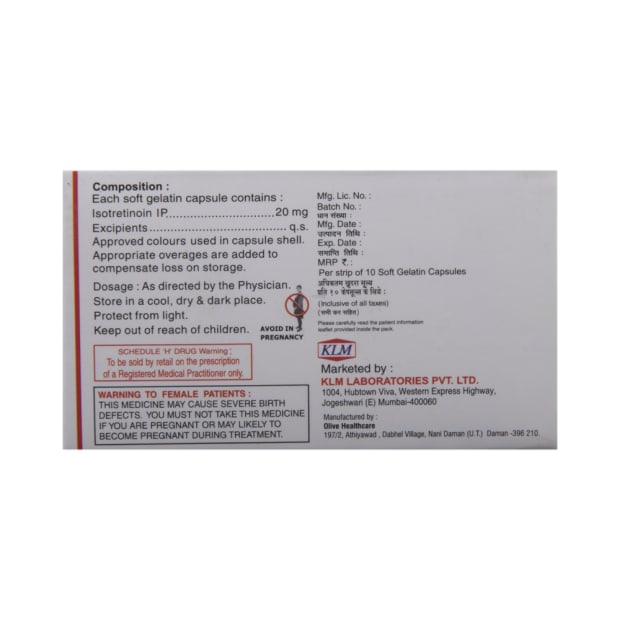 Composition :
Each soft gelatin capsule contains :
Isotretinoin IP..............................20 mg
Excipients......................................q.s.
Approved colours used in capsule shell.
Appropriate overages are added to
compensate loss on storage.
Dosage : As directed by the Physician.
Store in a cool, dry & dark place.
Protect from light.
Keep out of reach of children.
AVOID IN
PREGNANCY
SCHEDULE 'H' DRUG Warning :
To be sold by retail on the prescription
of a Registered Medical Practitioner only.
WARNING TO FEMALE PATIENTS :
THIS MEDICINE MAY CAUSE SEVERE BIRTH
DEFECTS. YOU MUST NOT TAKE THIS MEDICINE
IF YOU ARE PREGNANT OR MAY LIKELY TO
BECOME PREGNANT DURING TREATMENT.
Mfg. Lic. No. :
Batch No. :
धान संख्या :
Mfg. Date :
उत्पादन तिथि :
Exp. Date :
समाप्ति तिथि :
MRP ₹. :
Per strip of 10 Soft Gelatin Capsules
अधिकतम खुदरा मूल्य
प्रति १० कैपसूल्स के लिये :
(Inclusive of all taxes)
(सभी कर सहित)
Please carefully read the patient information
leaflet provided inside the pack.
KLM
Marketed by :
KLM LABORATORIES PVT. LTD.
1004, Hubtown Viva, Western Express Highway,
Jogeshwari (E) Mumbai-400060
Manufactured by :
Olive Healthcare
197/2, Athiyawad , Dabhel Village, Nani Daman (U.T.) Daman -396 210.